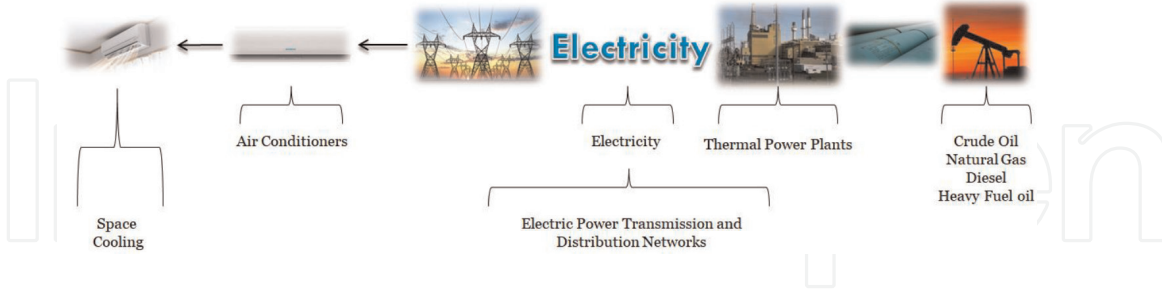 Electricity
Air Conditioners
Electricity
Thermal Power Plants
Crude Oil
Natural Gas
Diesel
Heavy Fuel oil
Space
Cooling
Electric Power Transmission and
Distribution Networks